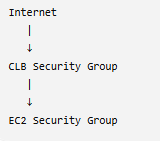 Internet
|
↓
CLB Security Group
|
↓
EC2 Security Group